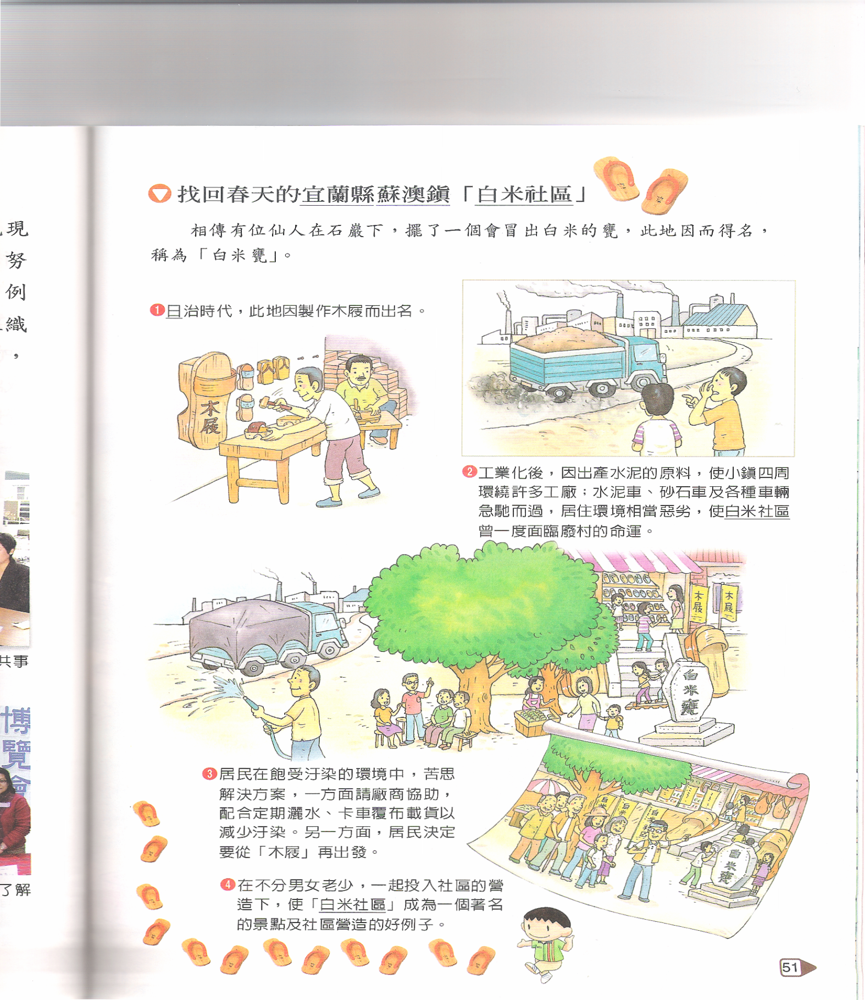 找回春天的宜蘭縣蘇澳鎮「白米社區」
相傳有位仙人在石巖下，擺了一個會冒出白米的甕，此地因而得名，
稱為「白米甕」。
1日治時代，此地因製作木屐而出名。
木屐
2工業化後，因出產水泥的原料，使小鎮四周
環繞許多工廠；水泥車、砂石車及各種車輛
急馳而過，居住環境相當惡劣，使白米社區
曾一度面臨廢村的命運。
木屐
木屐
白米甕
3居民在飽受汙染的環境中，苦思
解決方案，一方面請廠商協助，
配合定期灑水、卡車覆布載貨以
減少汙染。另一方面，居民決定
要從「木屐」再出發。
白米
白米社區
白米甕
4在不分男女老少，一起投入社區的營
造下，使「白米社區」成為一個著名
的景點及社區營造的好例子。
51
現
努
例
織
，
共事
博
覽
會
了解